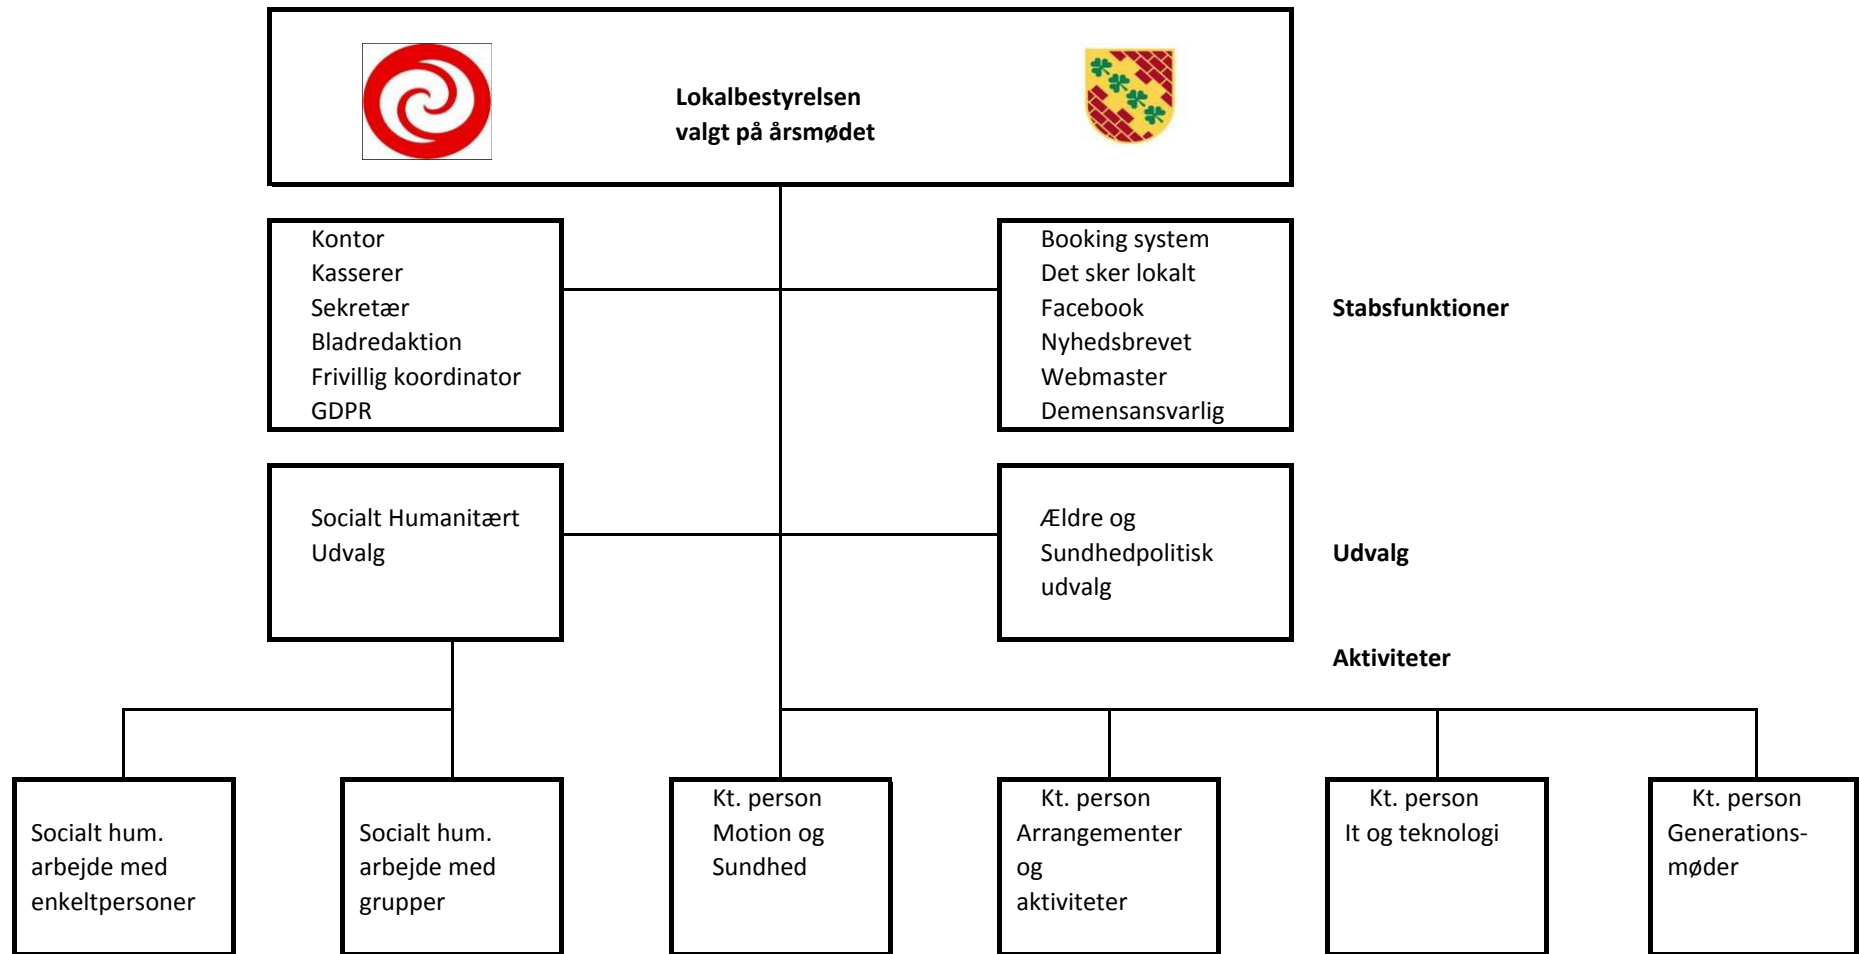 Lokalbestyrelsen
valgt på årsmødet
Kontor
Kasserer
Sekretær
Bladredaktion
Frivillig koordinator
GDPR
Booking system
Det sker lokalt
Facebook
Nyhedsbrevet
Webmaster
Demensansvarlig
Stabsfunktioner
Socialt Humanitært
Udvalg
Ældre og
Sundhedpolitisk
udvalg
Udvalg
Aktiviteter
Socialt hum.
arbejde med
enkeltpersoner
Socialt hum.
arbejde med
grupper
Kt. person
Motion og
Sundhed
Kt. person
Arrangementer
og
aktiviteter
Kt. person
It og teknologi
Kt. person
Generations-
møder